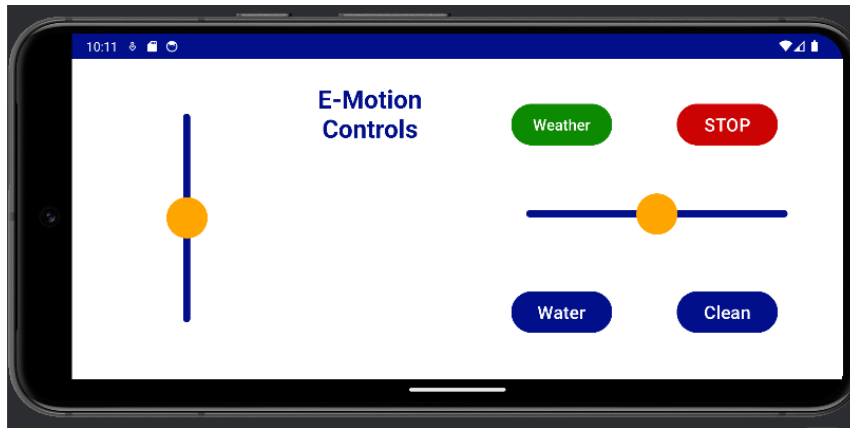 10:11
E-Motion
Controls
Weather
STOP
Water
Clean